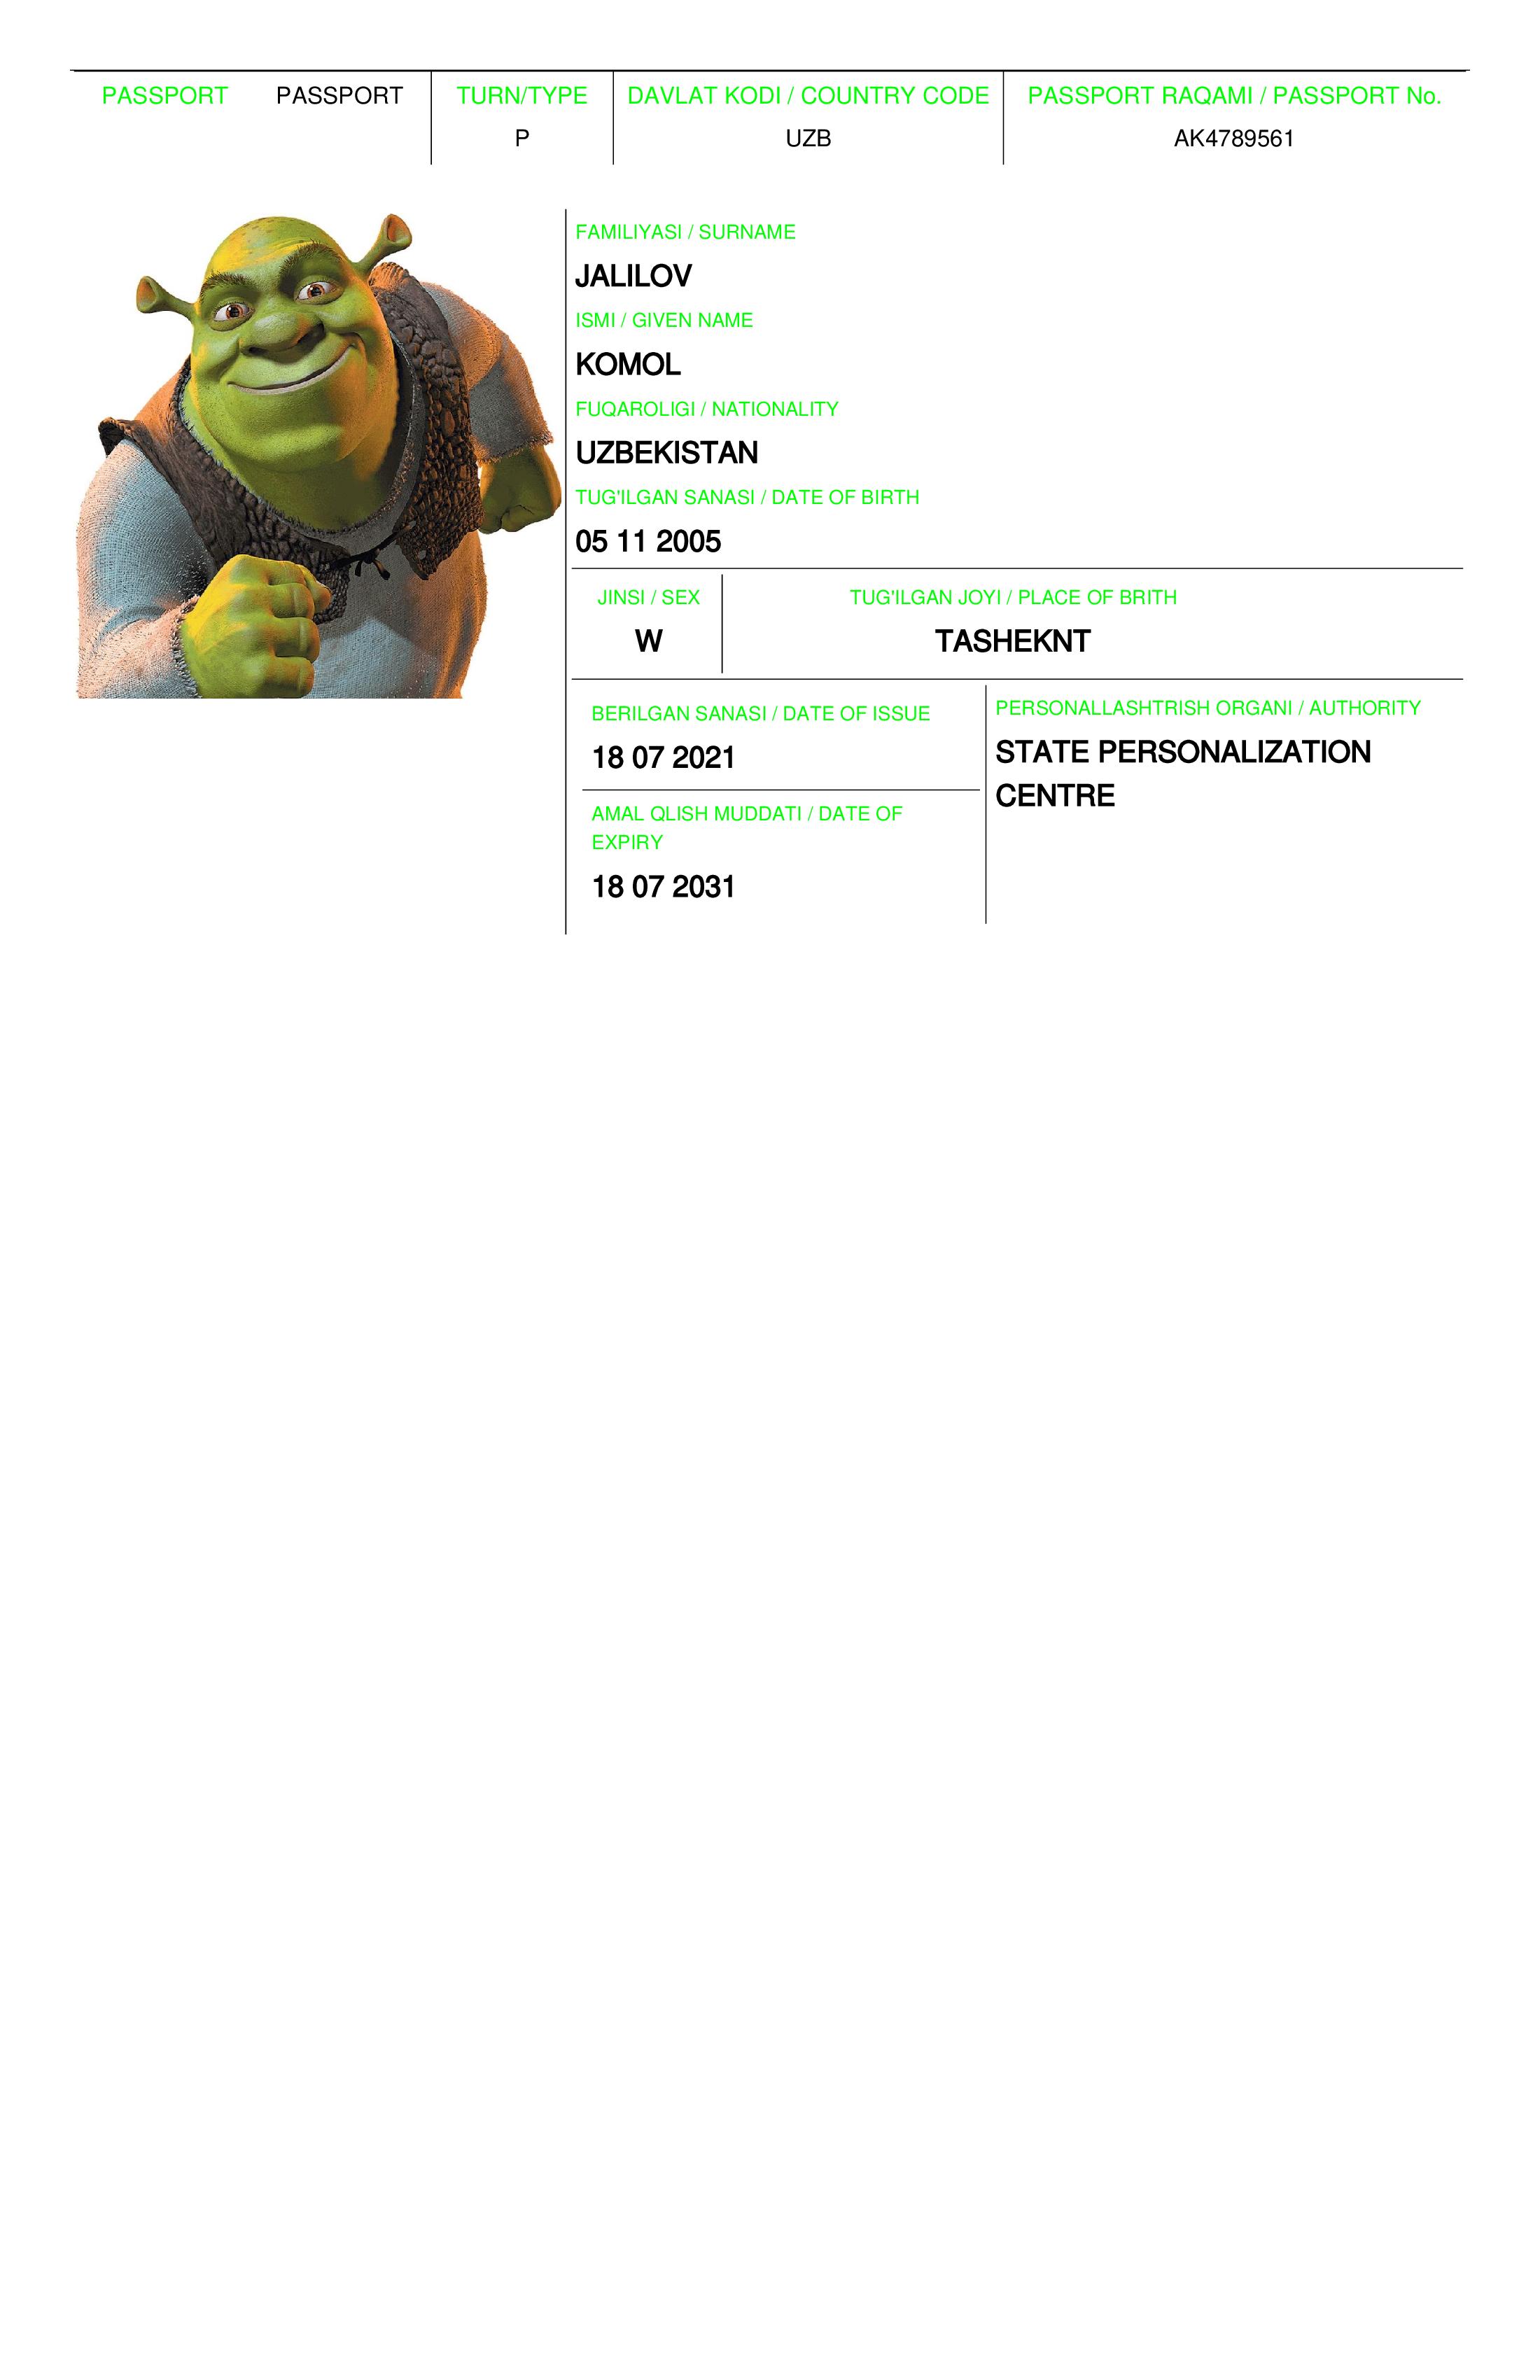 PASSPORT PASSPORT TURN/TYPE DAVLAT KODI / COUNTRY CODE PASSPORT RAQAMI / PASSPORT No.
P UZB AK4789561
FAMILIYASI / SURNAME
JALILOV
ISMI / GIVEN NAME
KOMOL
FUQAROLIGI / NATIONALITY
UZBEKISTAN
TUG'ILGAN SANASI / DATE OF BIRTH
05 11 2005
JINSI / SEX TUG'ILGAN JOYI / PLACE OF BRITH
W TASHEKNT
BERILGAN SANASI / DATE OF ISSUE
18 07 2021
AMAL QLISH MUDDATI / DATE OF
EXPIRY
18 07 2031
PERSONALLASHTRISH ORGANI / AUTHORITY
STATE PERSONALIZATION
CENTRE